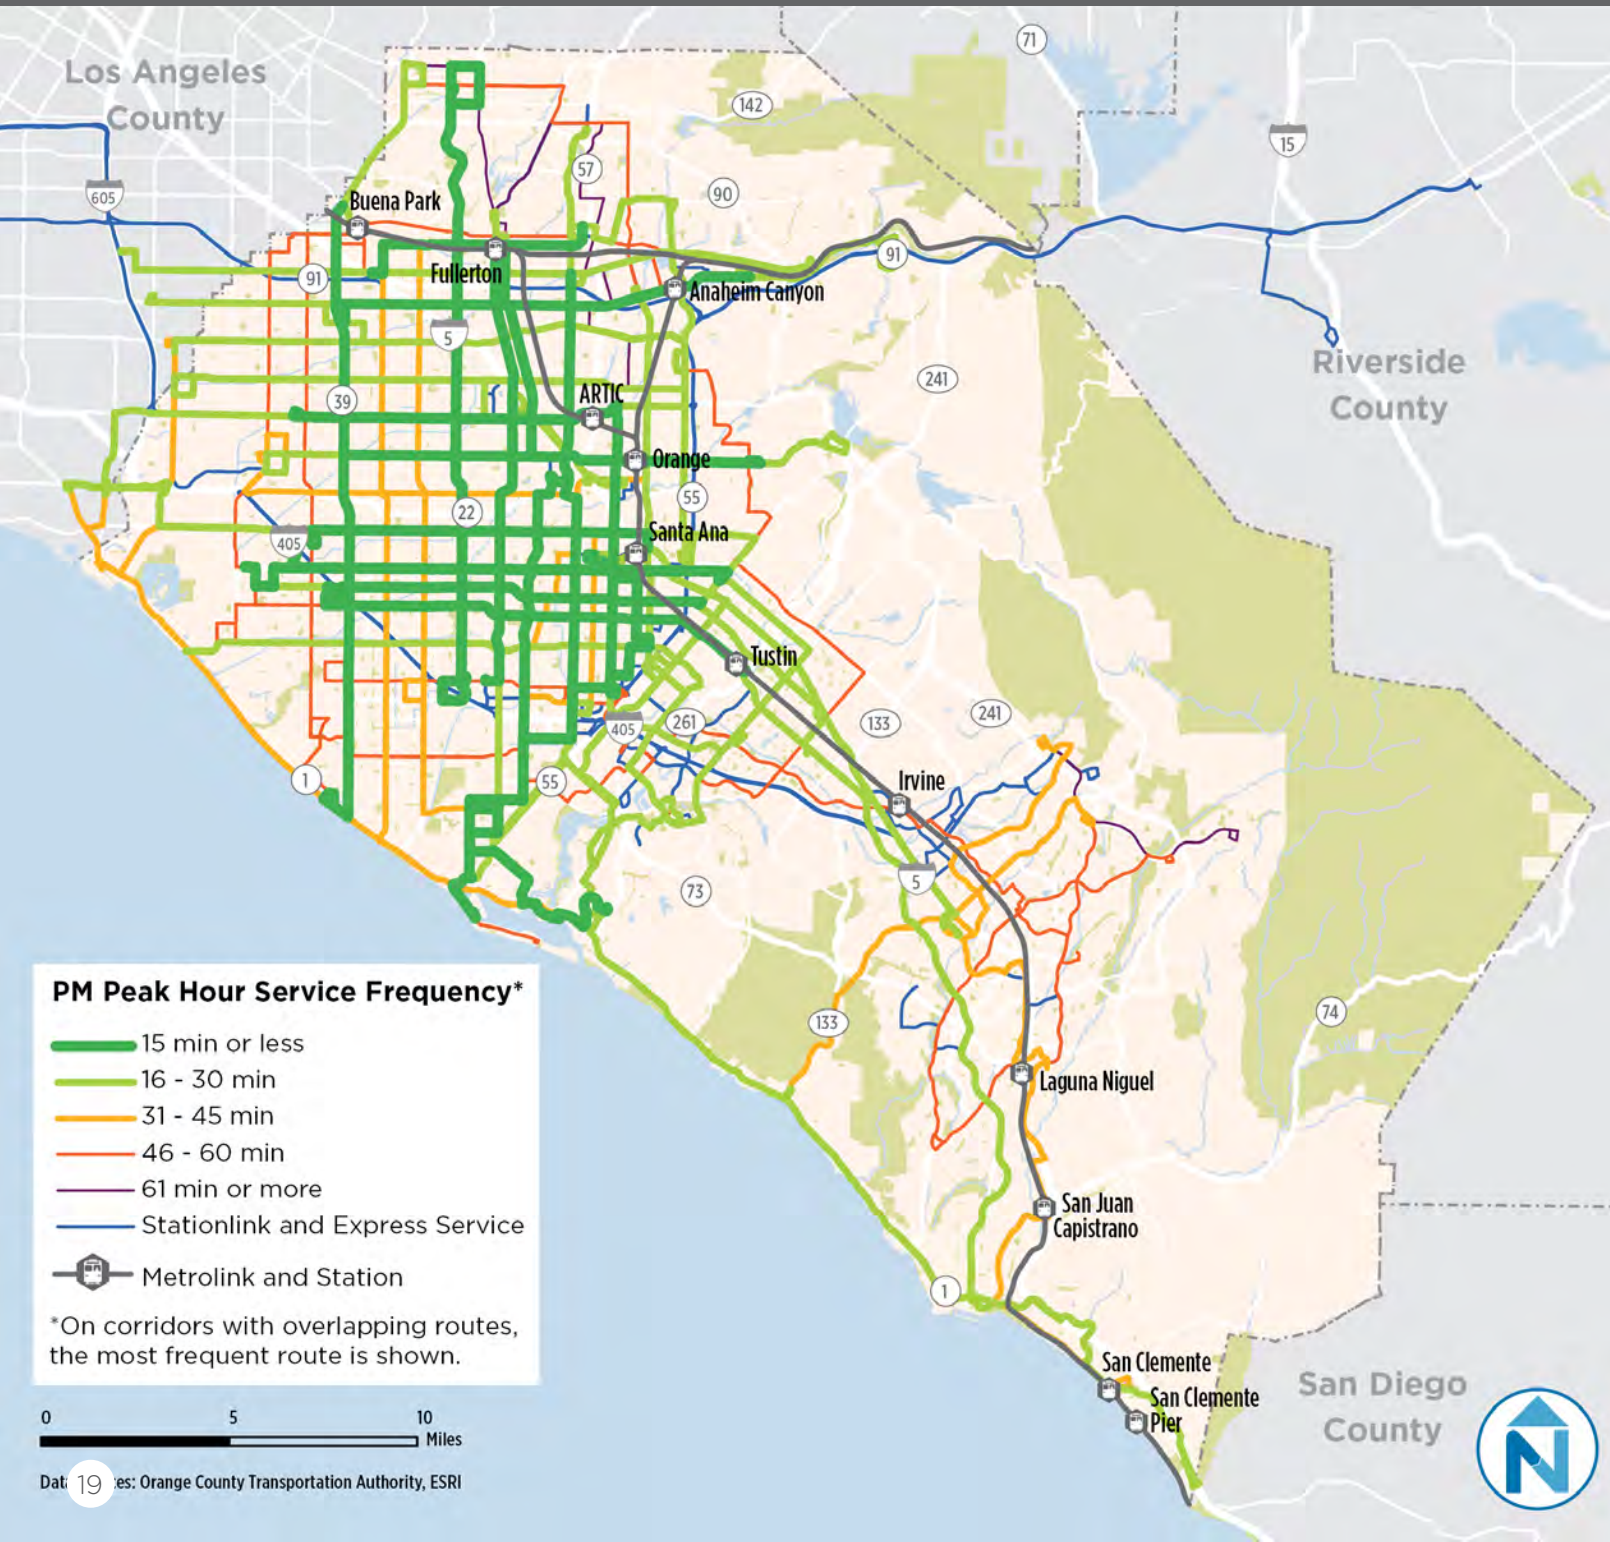 Los Angeles
County
71
142
15
605
57
90
Buena Park
91
Fullerton
91
Anaheim Canyon
5
Riverside
County
241
39
ARTIC
Orange
55
22
Santa Ana
405
Tustin
405
261
133
241
1
55
Irvine
5
73
133
74
PM Peak Hour Service Frequency*
15 min or less
16 - 30 min
31 - 45 min
46 - 60 min
61 min or more
Stationlink and Express Service
Metrolink and Station
*On corridors with overlapping routes,
the most frequent route is shown.
Laguna Niguel
San Juan
Capistrano
1
San Clemente
San Clemente
Pier
San Diego
County
0 5 10
Miles
19
: Orange County Transportation Authority, ESRI
N